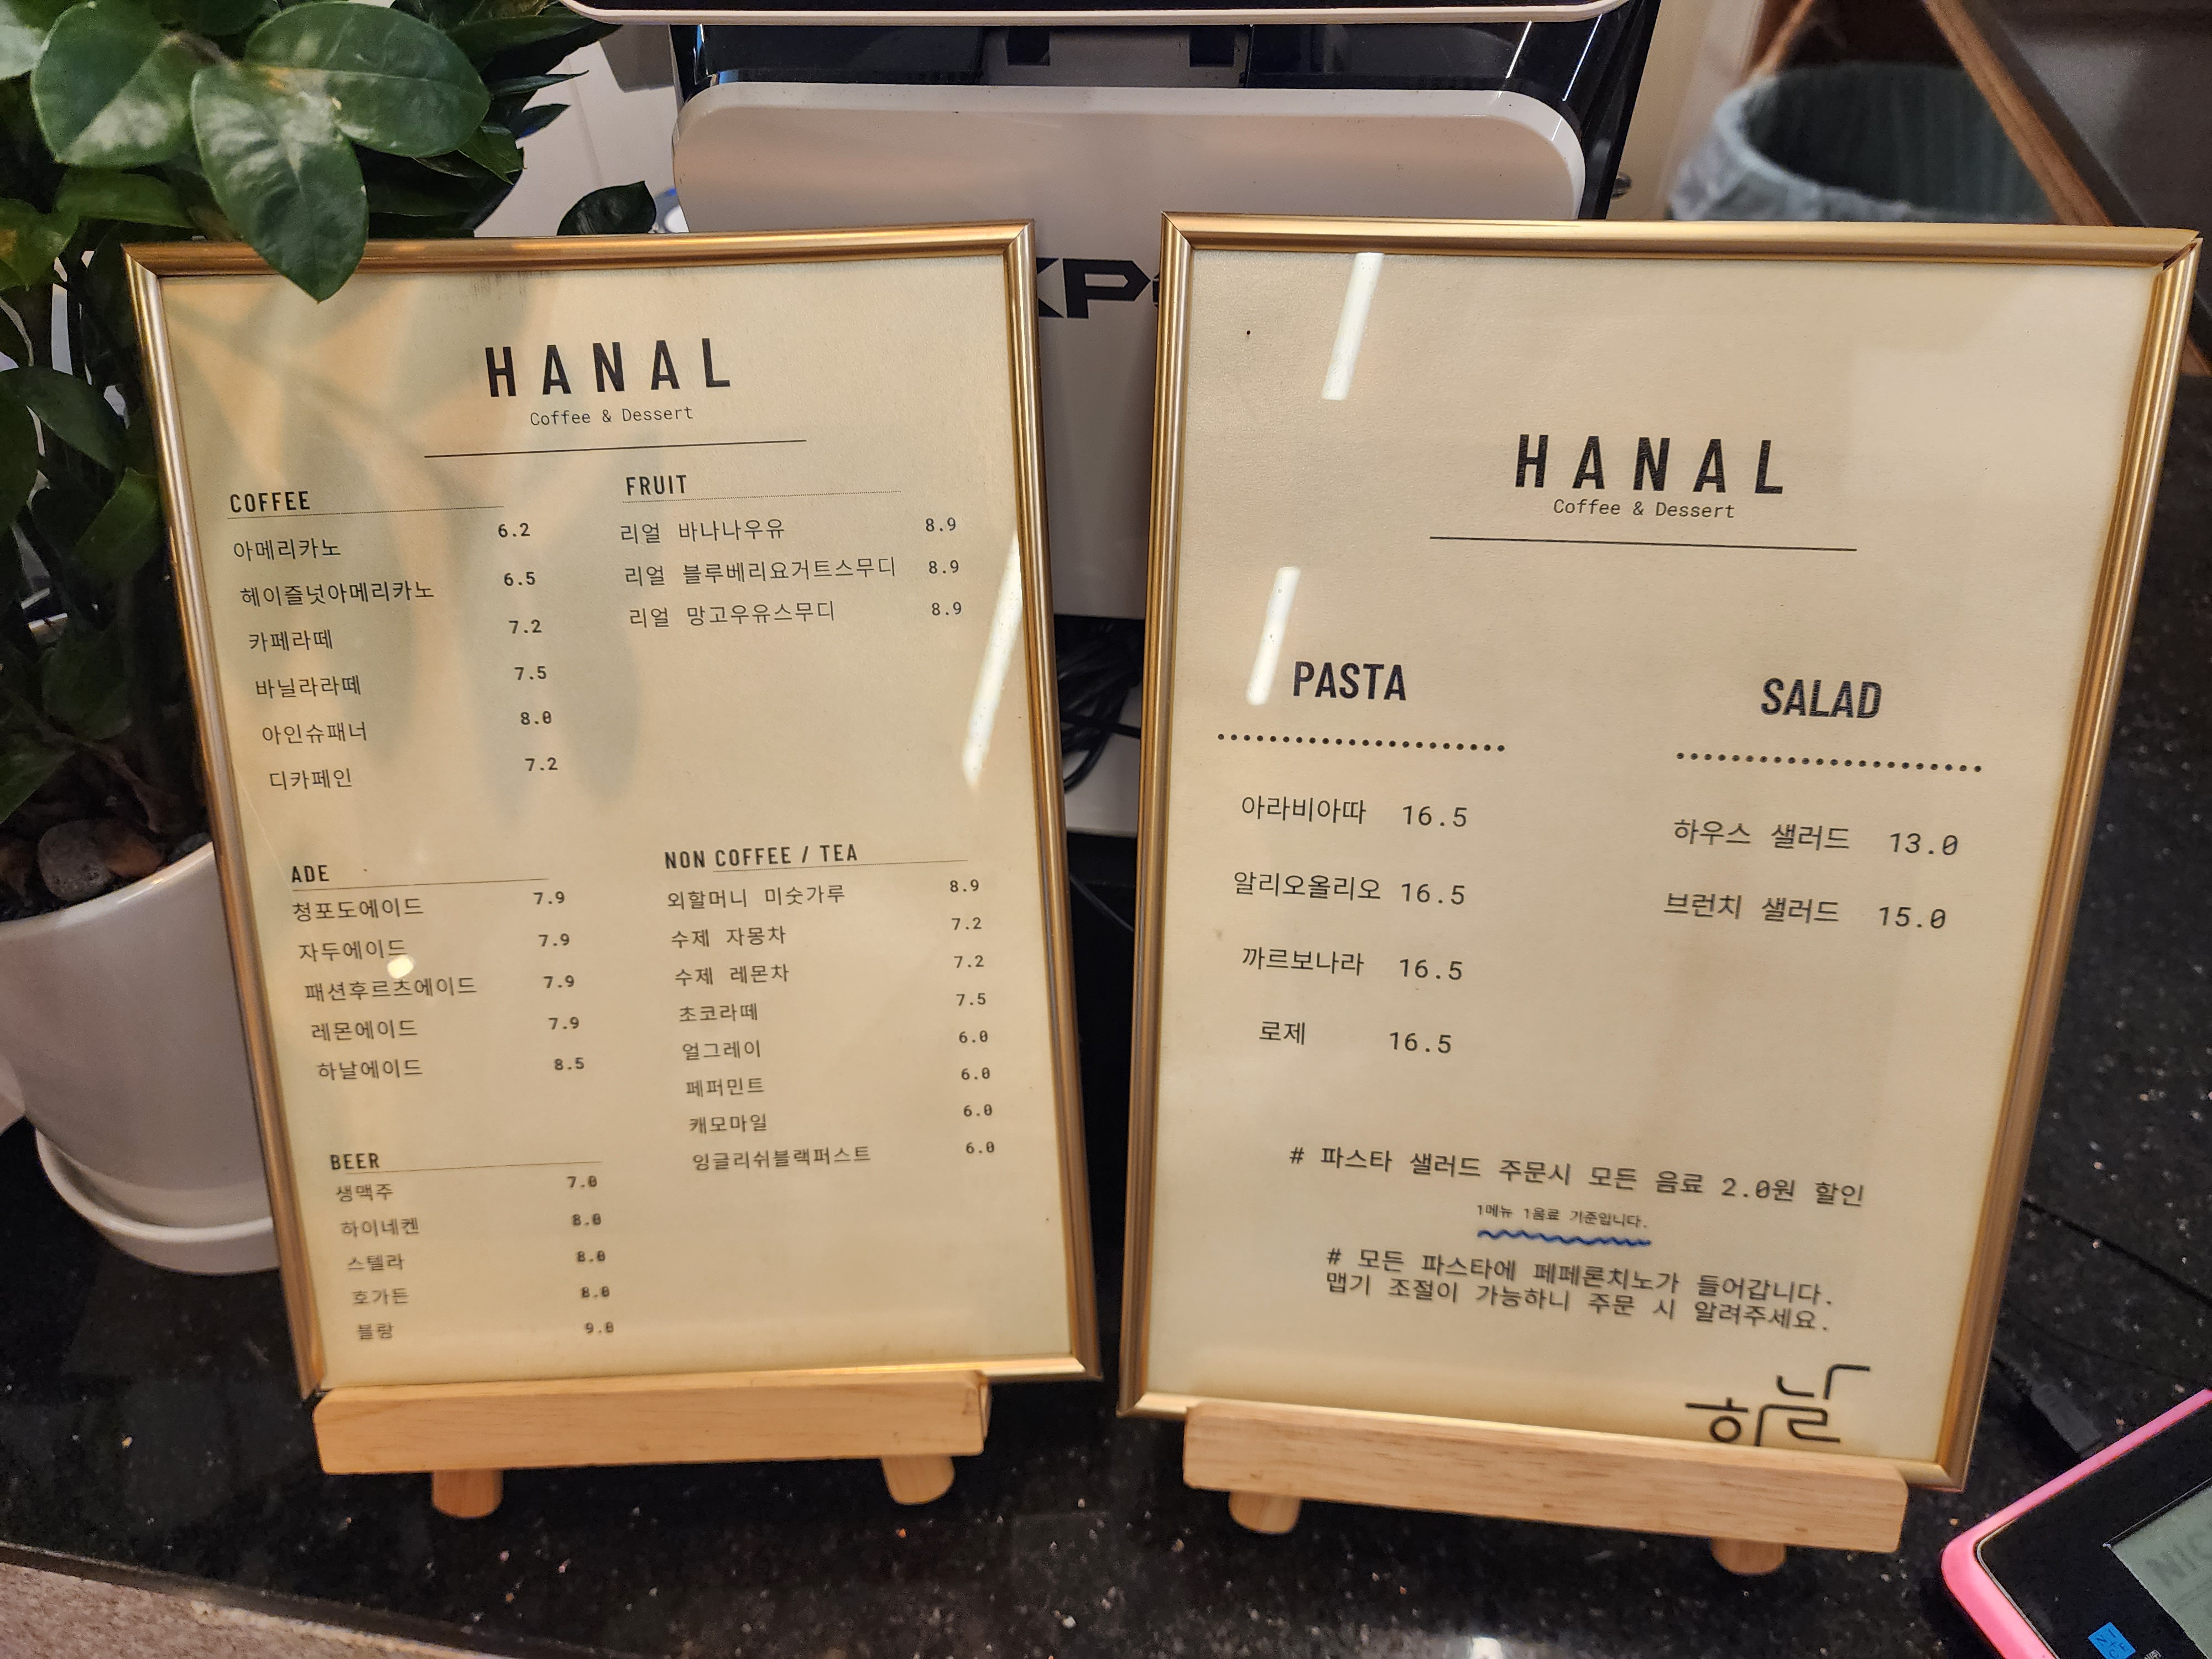 HANAL
Coffee & Dessert
COFFEE
아메리카노 6.2
헤이즐넛아메리카노 6.5
카페라떼 7.2
바닐라라떼 7.5
아인슈패너 8.0
디카페인 7.2
FRUIT
리얼 바나나우유 8.9
리얼 블루베리요거트스무디 8.9
리얼 망고우유스무디 8.9
ADE
청포도에이드 7.9
자두에이드 7.9
패션후르츠에이드 7.9
레몬에이드 7.9
하날에이드 8.5
NON COFFEE / TEA
외할머니 미숫가루 8.9
수제 자몽차 7.2
수제 레몬차 7.2
초코라떼 7.5
얼그레이 6.0
페퍼민트 6.0
캐모마일 6.0
잉글리쉬블랙퍼스트 6.0
BEER
생맥주 7.0
하이네켄 8.0
스텔라 8.0
호가든 8.0
블랑 9.0
HANAL
Coffee & Dessert
PASTA
아라비아따 16.5
알리오올리오 16.5
까르보나라 16.5
로제 16.5
SALAD
하우스 샐러드 13.0
브런치 샐러드 15.0
# 파스타 샐러드 주문시 모든 음료 2.0원 할인
1메뉴 1음료 기준입니다.
# 모든 파스타에 페페론치노가 들어갑니다.
맵기 조절이 가능하니 주문 시 알려주세요.
하날